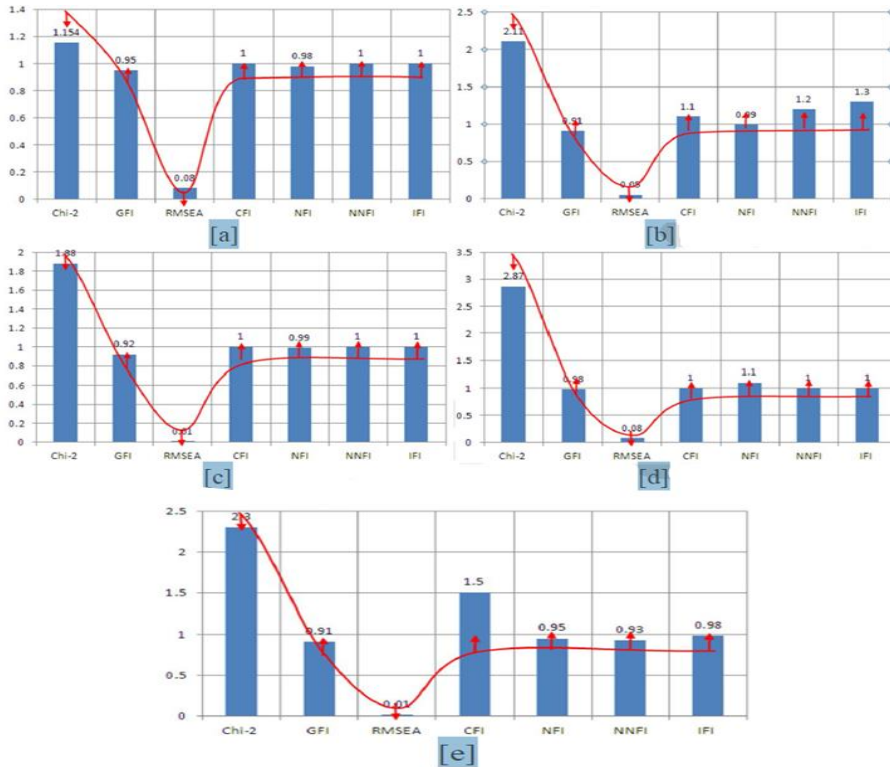 1.4
1.2
1
0.8
0.6
0.4
0.2
0
1.154 0.95 0.08 1 0.98 1 1
Chi-2 GFI RMSEA CFI NFI NNFI IFI
[a]
2.5
2
1.5
1
0.5
0
2.11 0.91 0.05 1.1 0.99 1.2 1.3
Chi-2 GFI RMSEA CFI NFI NNFI IFI
[b]
2
1.8
1.6
1.4
1.2
1
0.8
0.6
0.4
0.2
0
1.88 0.92 0.01 1 0.99 1 1
Chi-2 GFI RMSEA CFI NFI NNFI IFI
[c]
3.5
3
2.5
2
1.5
1
0.5
0
2.87 0.98 0.08 1 1.1 1 1
Chi-2 GFI RMSEA CFI NFI NNFI IFI
[d]
2.5
2
1.5
1
0.5
0
2.3 0.91 0.01 1.5 0.95 0.93 0.98
Chi-2 GFI RMSEA CFI NFI NNFI IFI
[e]